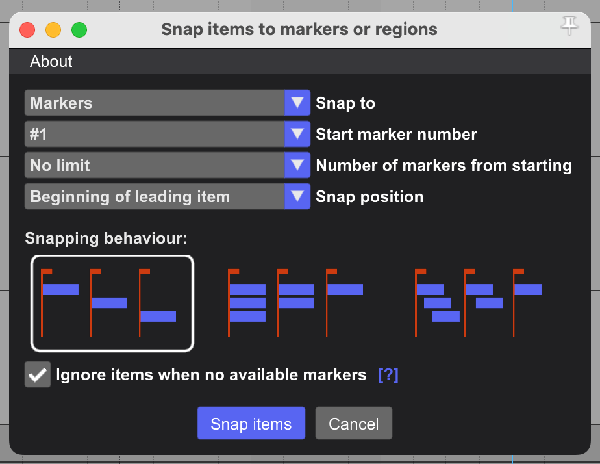 Snap items to markers or regions
About
Markers Snap to
#1 Start marker number
No limit Number of markers from starting
Beginning of leading item Snap position
Snapping behaviour:
Ignore items when no available markers [?]
Snap items Cancel